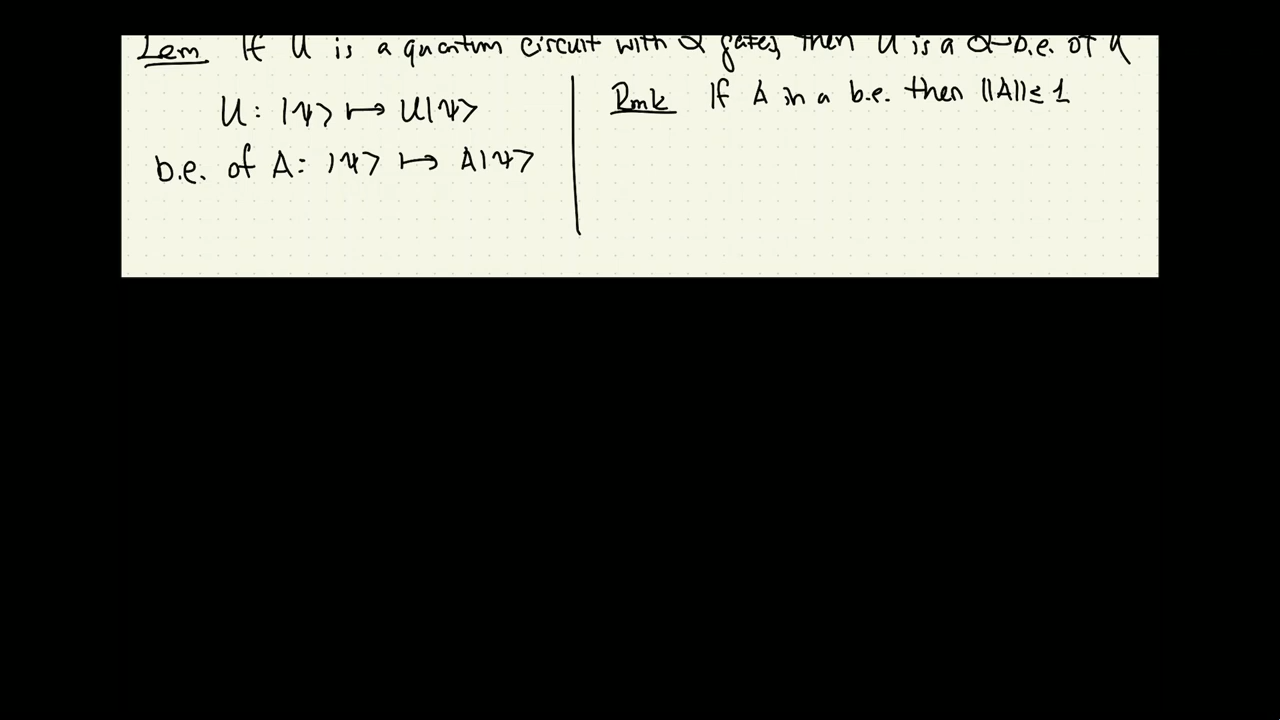 Lem If U is a quantum circuit with Q gates, then U is a Q-b.e. of U
U: |ψ> ↦ U|ψ>
b.e. of A: |ψ> ↦ A|ψ>
Rmk If A in a b.e. then ||A|| ≤ 1